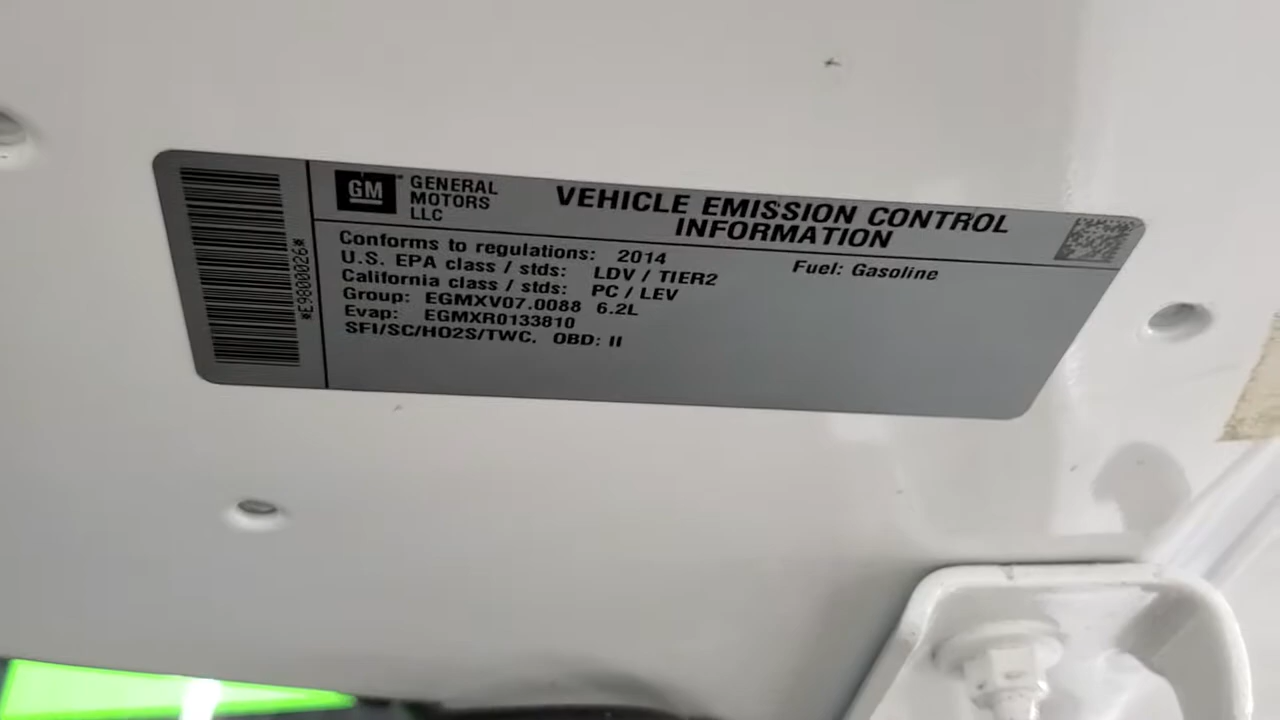 GM
GENERAL
MOTORS
LLC
VEHICLE EMISSION CONTROL
INFORMATION
Conforms to regulations: 2014
Fuel: Gasoline
U.S. EPA class / stds: LDV / TIER2
California class / stds: PC / LEV
Group: EGMXV07.0088 6.2L
Evap: EGMXR0133810
SFI/SC/HO2S/TWC. OBD: II
*E9800026*